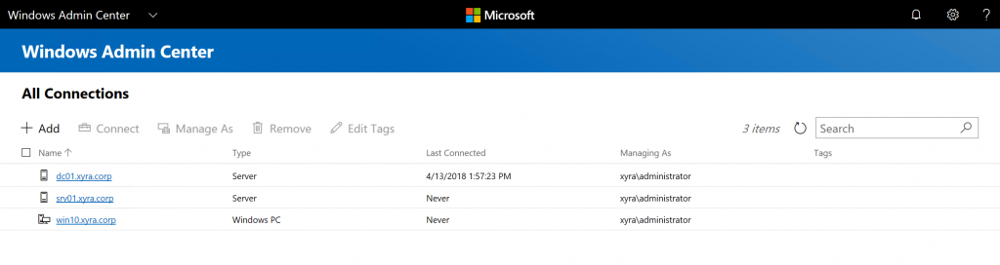 Windows Admin Center
Microsoft
?
Windows Admin Center
All Connections
+ Add Connect Manage As Remove Edit Tags 3 items Search
Name ↑ Type Last Connected Managing As Tags
dc01.xyra.corp Server 4/13/2018 1:57:23 PM xyra\administrator
srv01.xyra.corp Server Never xyra\administrator
win10.xyra.corp Windows PC Never xyra\administrator